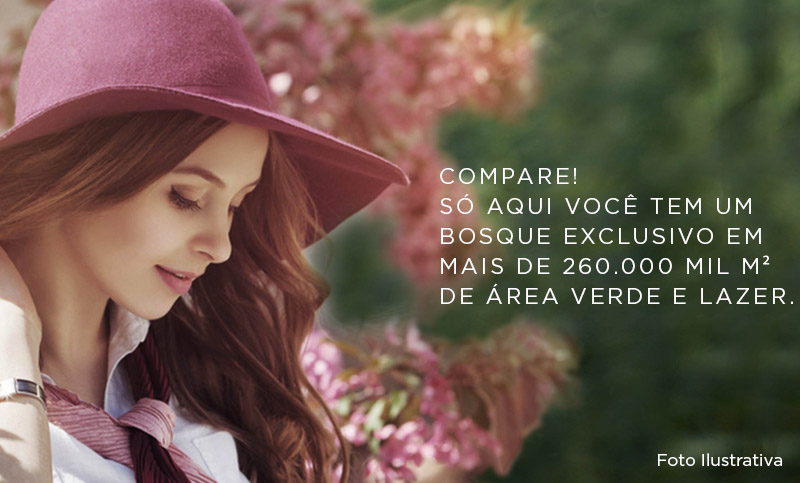 COMPARE!
SÓ AQUI VOCÊ TEM UM
BOSQUE EXCLUSIVO EM
MAIS DE 260.000 MIL M²
DE ÁREA VERDE E LAZER.
Foto Ilustrativa